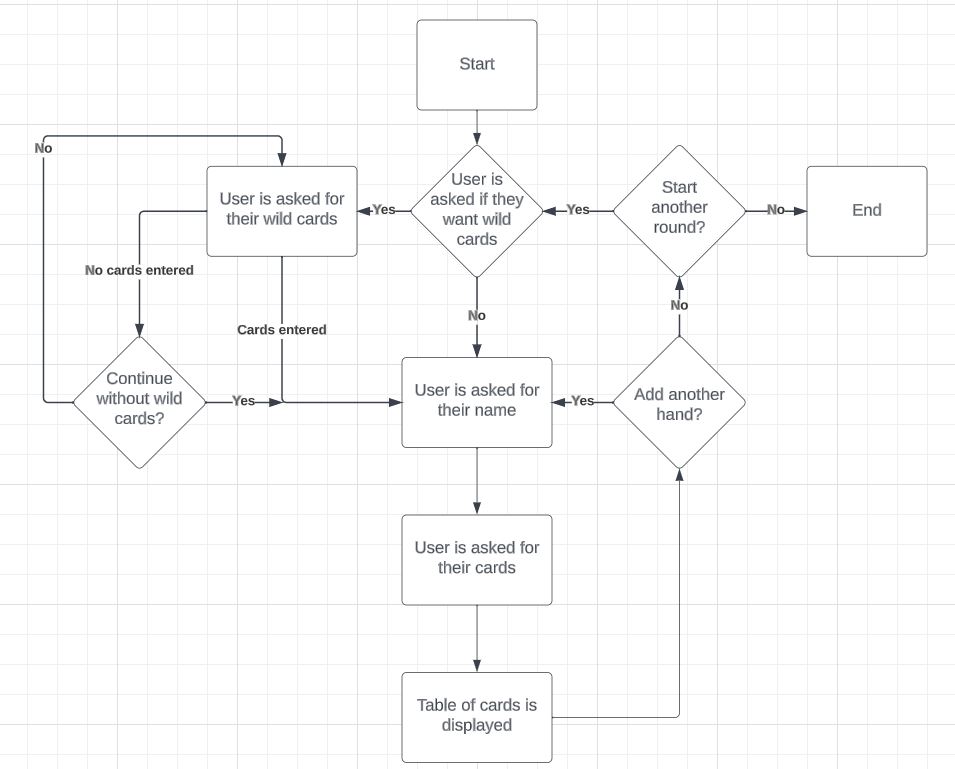 Start
No
User is asked for
their wild cards
Yes
User is
asked if they
want wild
cards
Yes
Start
another
round?
No
End
No cards entered
Cards entered
No
No
Continue
without wild
cards?
Yes
User is asked for
their name
Yes
Add another
hand?
User is asked for
their cards
Table of cards is
displayed